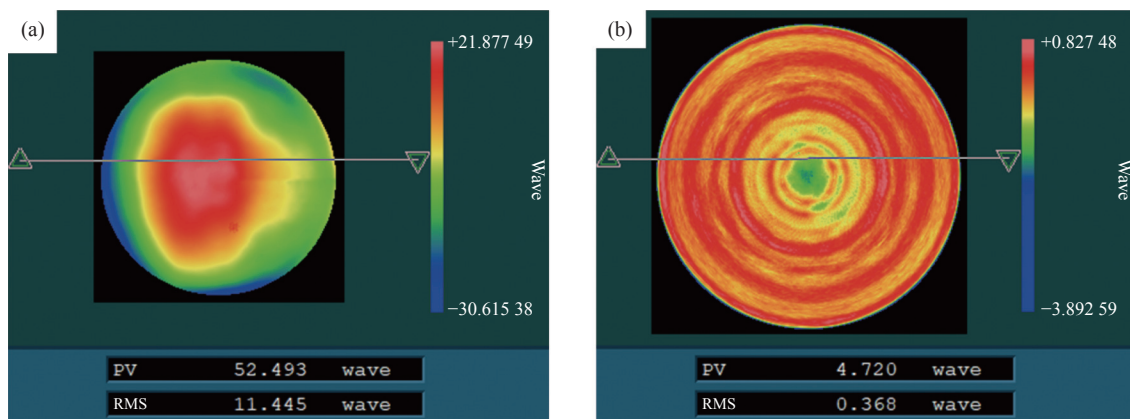 (a)
+21.877 49
Wave
−30.615 38
PV 52.493 wave
RMS 11.445 wave
(b)
+0.827 48
Wave
−3.892 59
PV 4.720 wave
RMS 0.368 wave